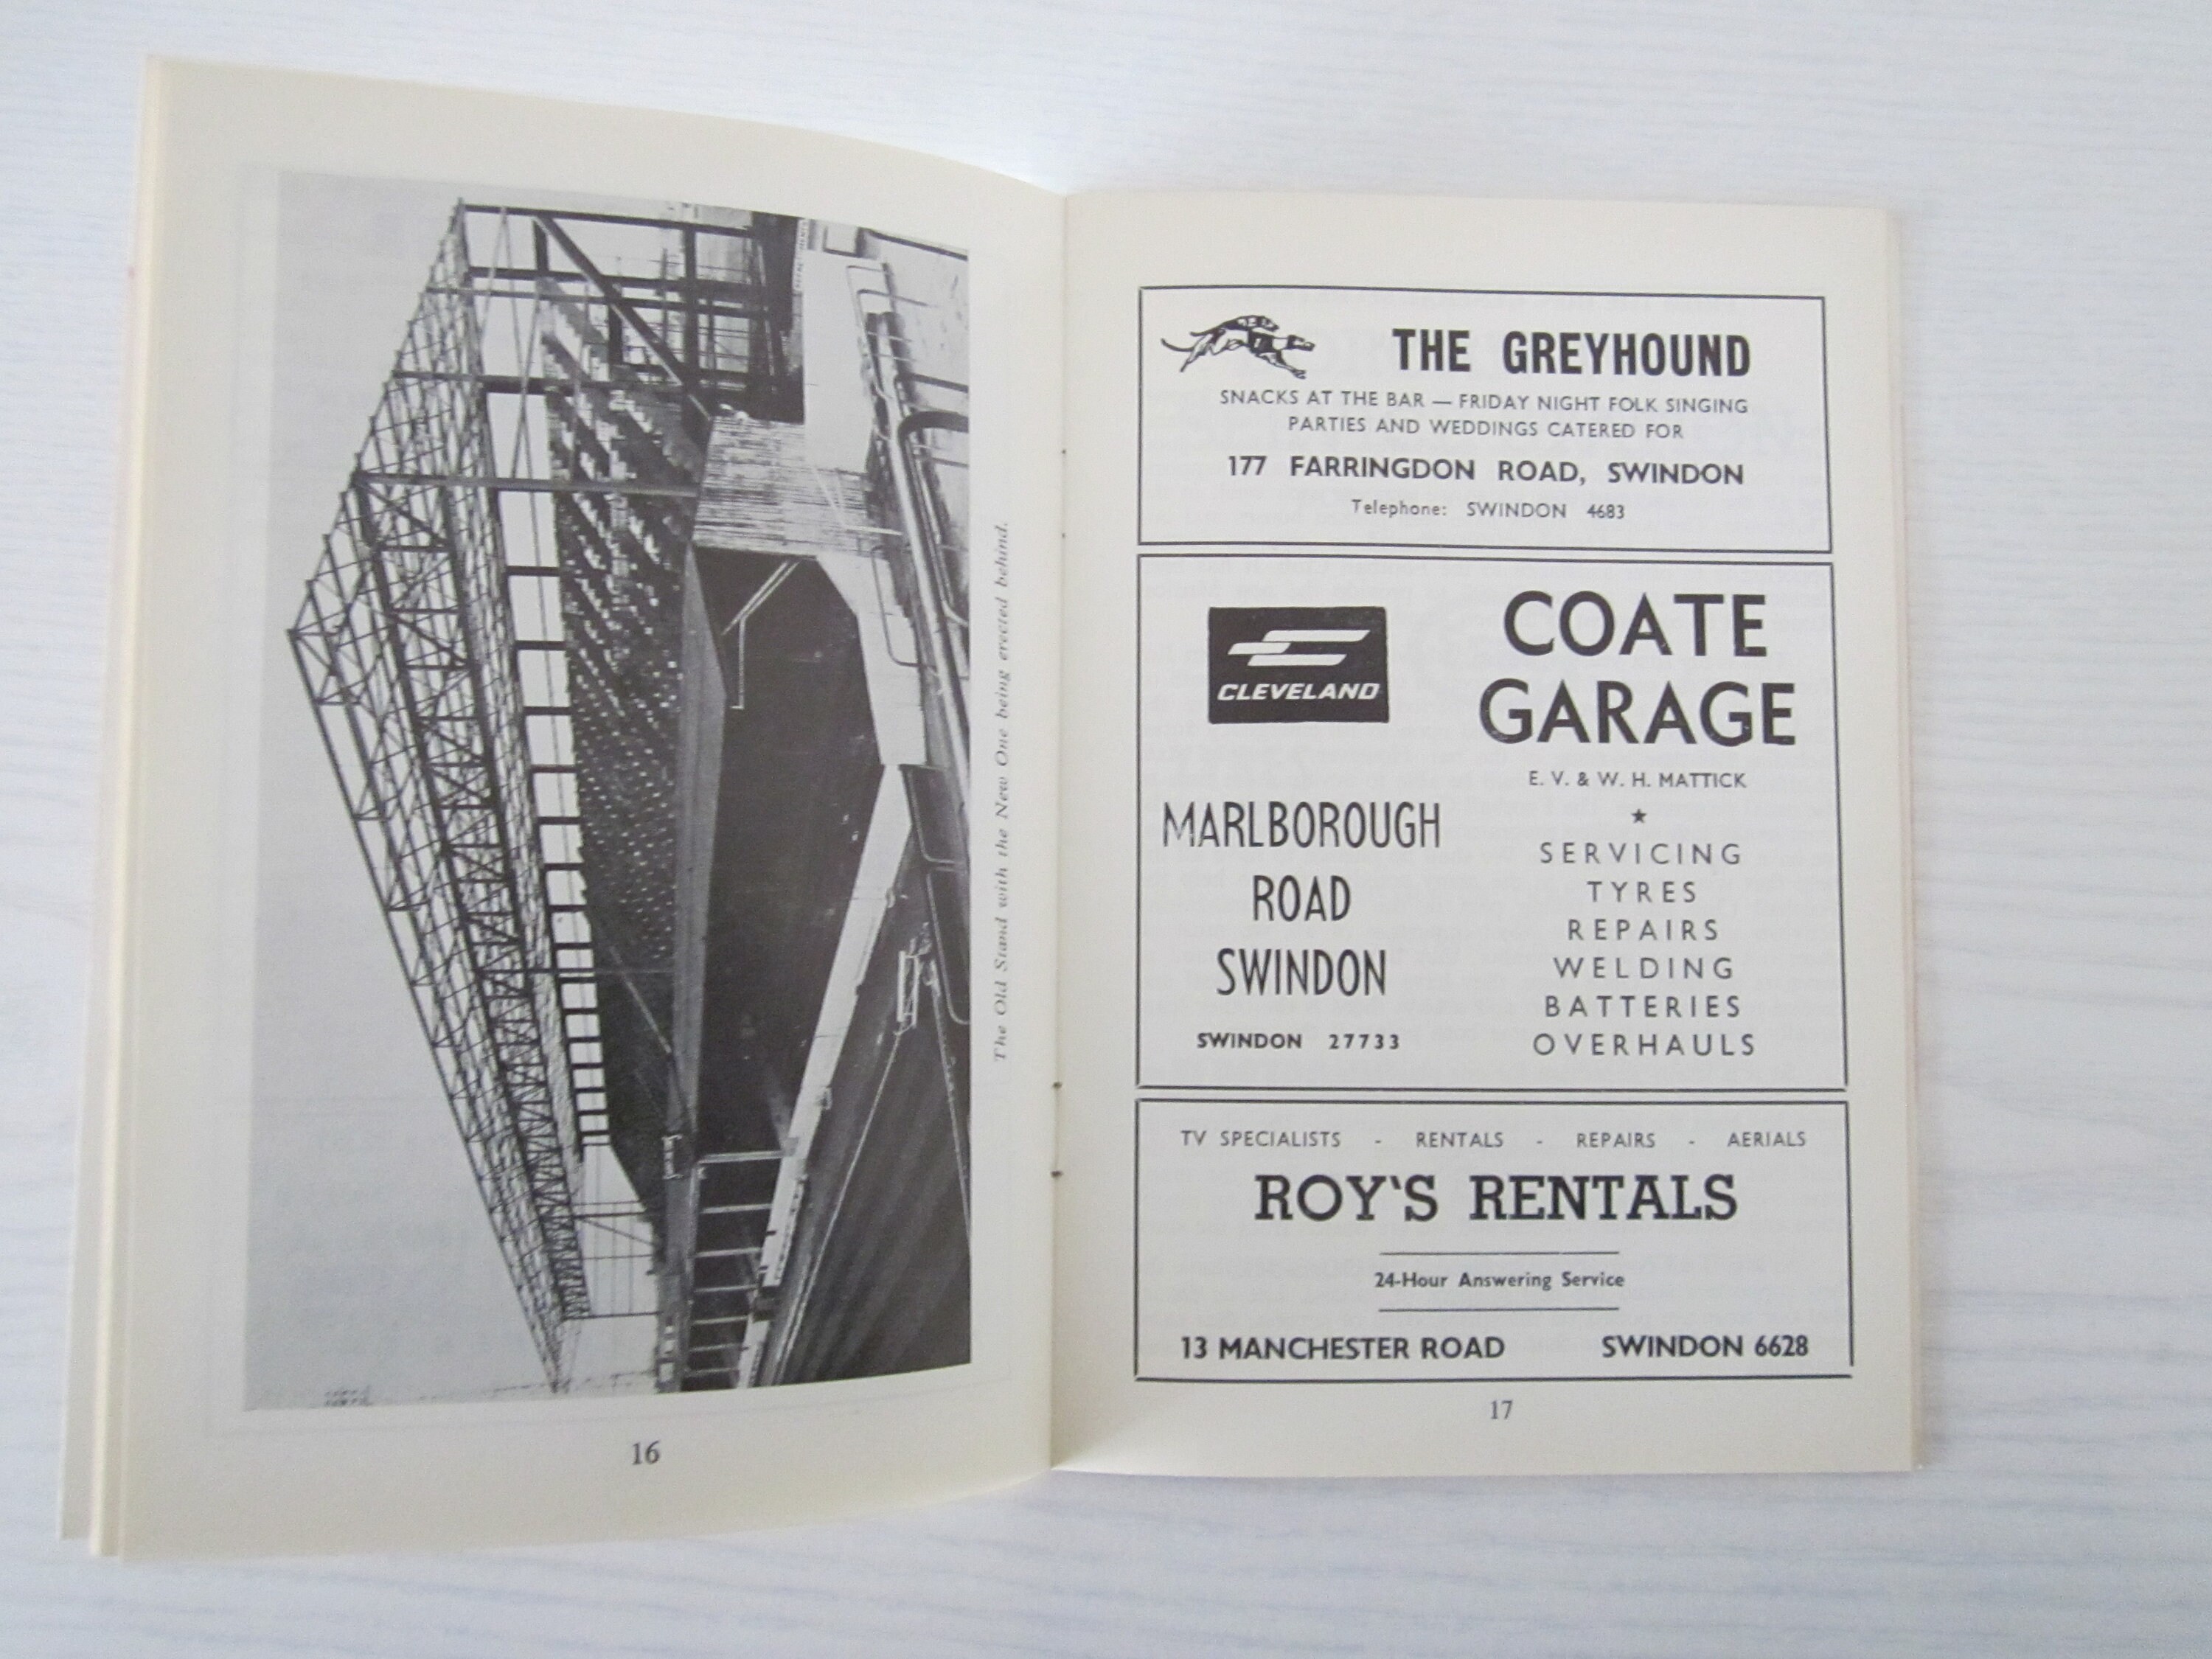 The Old Stand with the New One being erected behind.
16
THE GREYHOUND
SNACKS AT THE BAR — FRIDAY NIGHT FOLK SINGING
PARTIES AND WEDDINGS CATERED FOR
177 FARRINGDON ROAD, SWINDON
Telephone: SWINDON 4683
CLEVELAND
MARLBOROUGH
ROAD
SWINDON
SWINDON 27733
COATE
GARAGE
E. V. & W. H. MATTICK
★
SERVICING
TYRES
REPAIRS
WELDING
BATTERIES
OVERHAULS
TV SPECIALISTS - RENTALS - REPAIRS - AERIALS
ROY'S RENTALS
24-Hour Answering Service
13 MANCHESTER ROAD SWINDON 6628
17